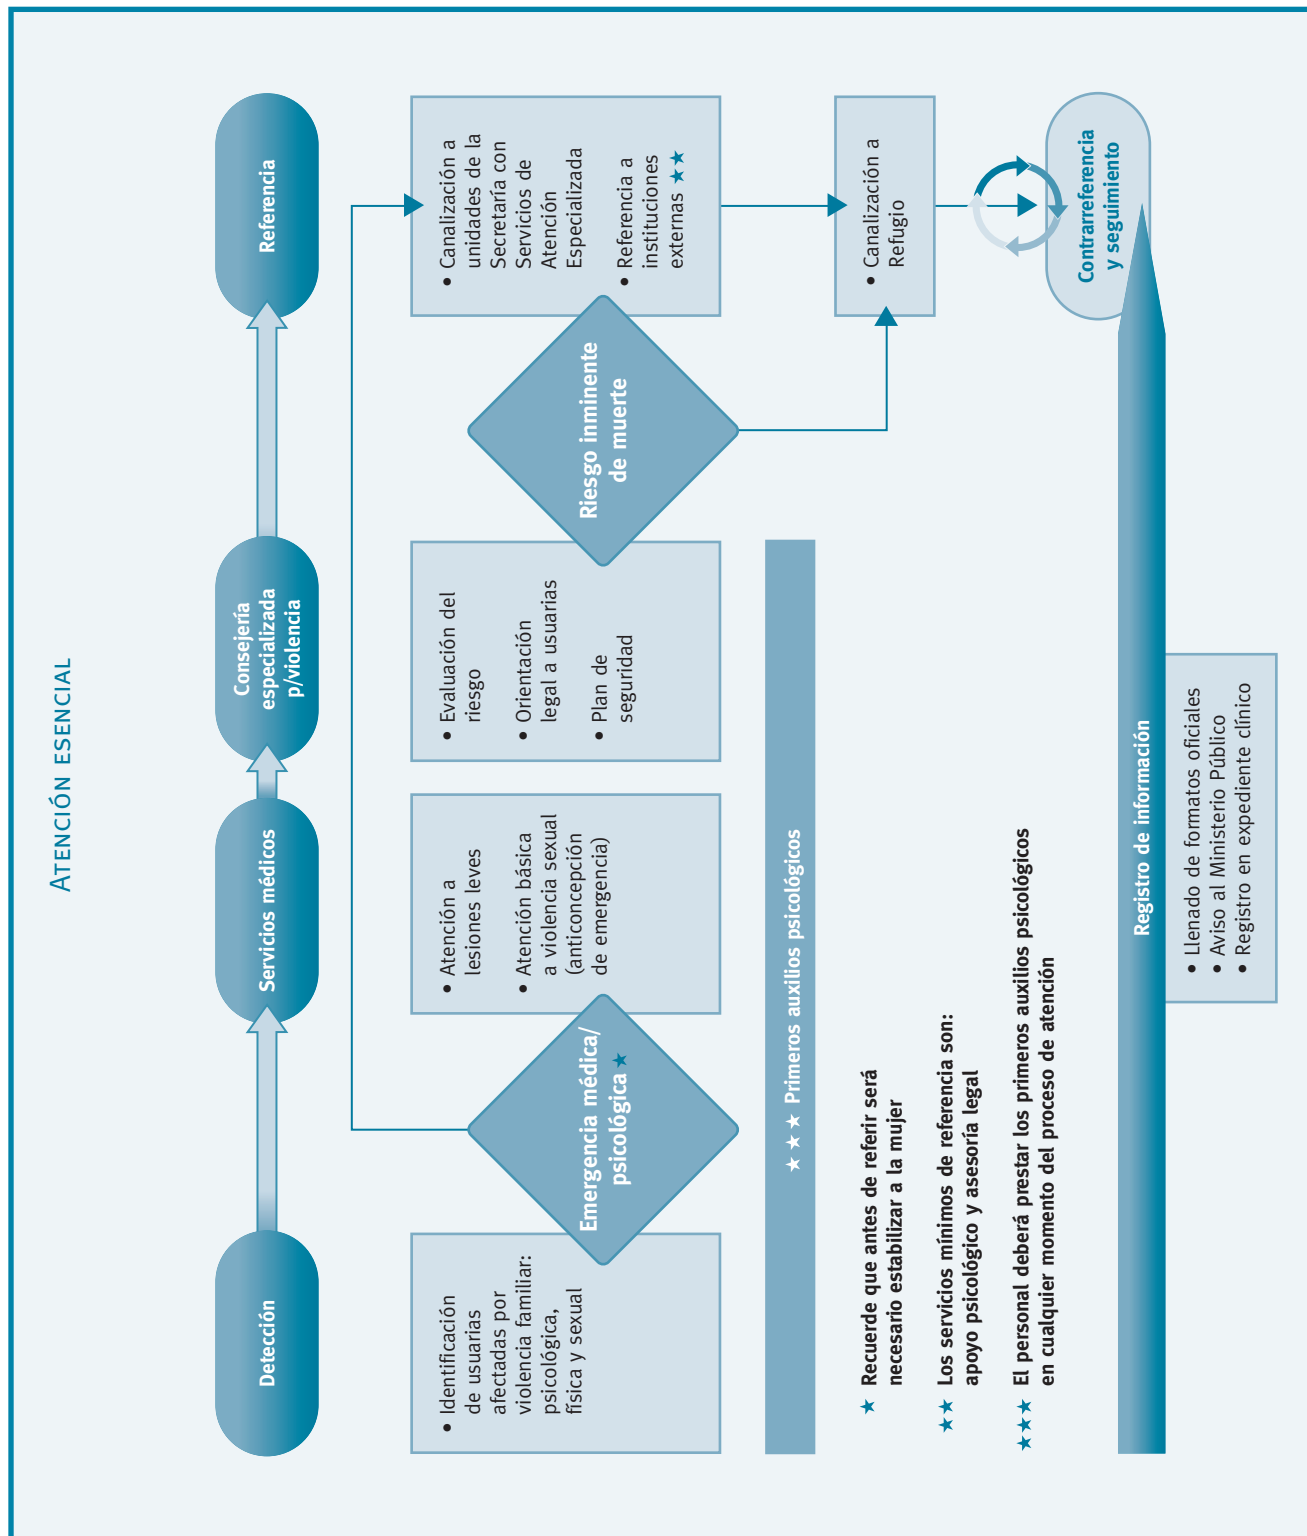 ATENCIÓN ESENCIAL
Detección
Servicios médicos
Consejería
especializada
p/violencia
Referencia
• Identificación
de usuarias
afectadas por
violencia familiar:
psicológica,
física y sexual
Emergencia médica/
psicológica ★
• Atención a
lesiones leves
• Atención básica
a violencia sexual
(anticoncepción
de emergencia)
• Evaluación del
riesgo
• Orientación
legal a usuarias
• Plan de
seguridad
Riesgo inminente
de muerte
• Canalización a
unidades de la
Secretaría con
Servicios de
Atención
Especializada
• Referencia a
instituciones
externas ★★
★★★ Primeros auxilios psicológicos
• Canalización a
Refugio
★ Recuerde que antes de referir será
necesario estabilizar a la mujer
★★ Los servicios mínimos de referencia son:
apoyo psicológico y asesoría legal
★★★ El personal deberá prestar los primeros auxilios psicológicos
en cualquier momento del proceso de atención
Contrarreferencia
y seguimiento
Registro de información
• Llenado de formatos oficiales
• Aviso al Ministerio Público
• Registro en expediente clínico